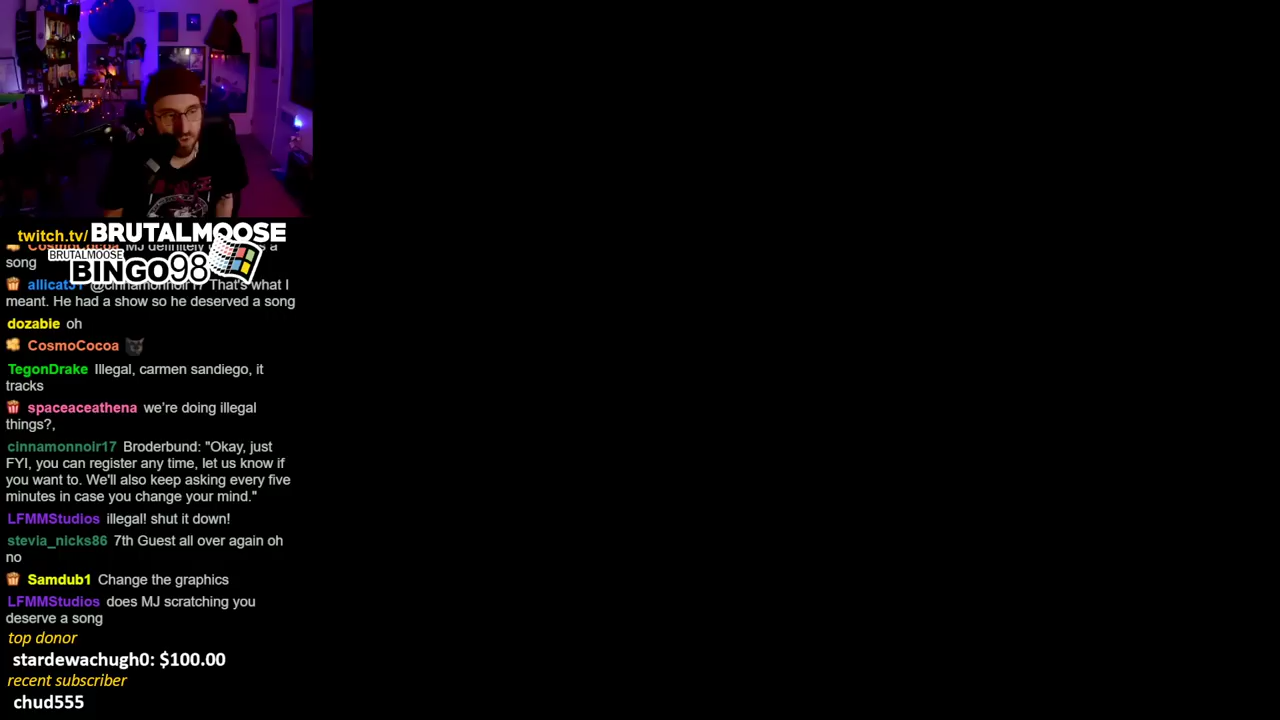 twitch.tv/BRUTALMOOSE
CosmoCocoa MJ definitely a
song
BRUTALMOOSE
BINGO98
@cinnamonnoir17 That's what I
meant. He had a show so he deserved a song
dozabie oh
CosmoCocoa
TegonDrake Illegal, carmen sandiego, it
tracks
spaceaceathena we're doing illegal
things?,
cinnamonnoir17 Broderbund: "Okay, just
FYI, you can register any time, let us know if
you want to. We'll also keep asking every five
minutes in case you change your mind."
LFMMStudios illegal! shut it down!
stevia_nicks86 7th Guest all over again oh
no
Samdub1 Change the graphics
LFMMStudios does MJ scratching you
deserve a song
top donor
stardewachugh0: $100.00
recent subscriber
chud555